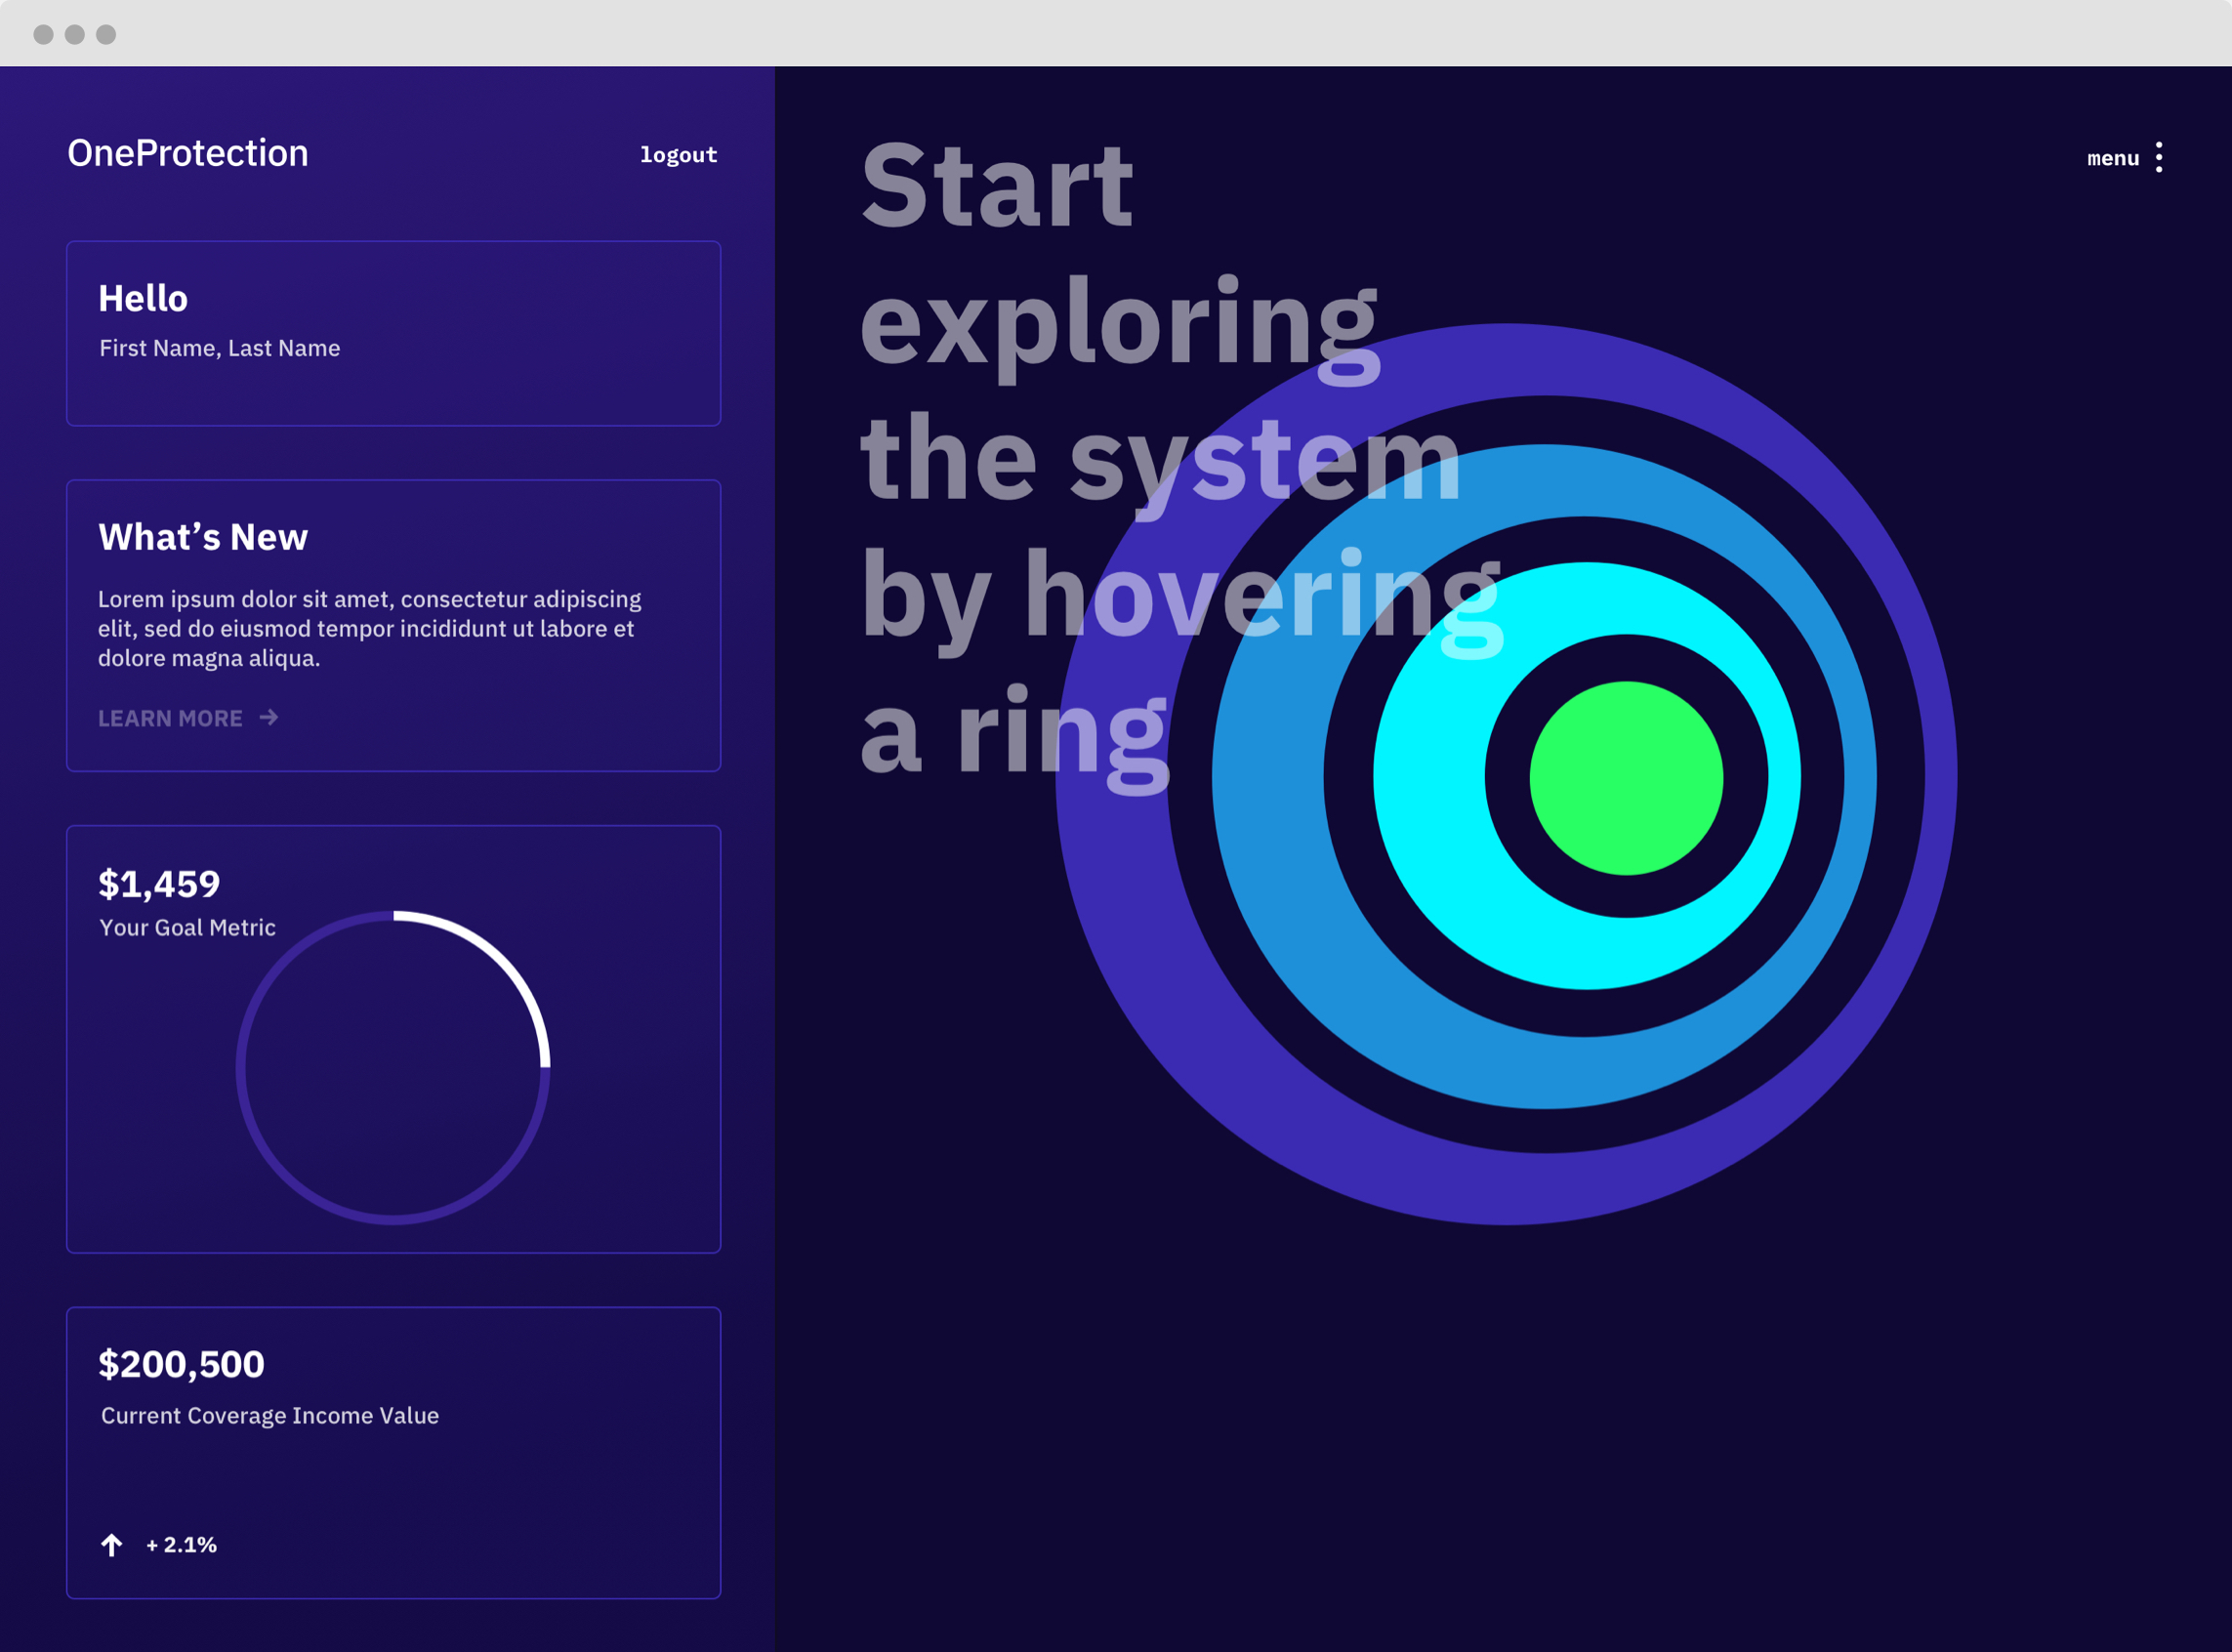 OneProtection
logout
Hello
First Name, Last Name
What’s New
Lorem ipsum dolor sit amet, consectetur adipiscing
elit, sed do eiusmod tempor incididunt ut labore et
dolore magna aliqua.
LEARN MORE →
$1,459
Your Goal Metric
$200,500
Current Coverage Income Value
↑ + 2.1%
Start
exploring
the system
by hovering
a ring
menu